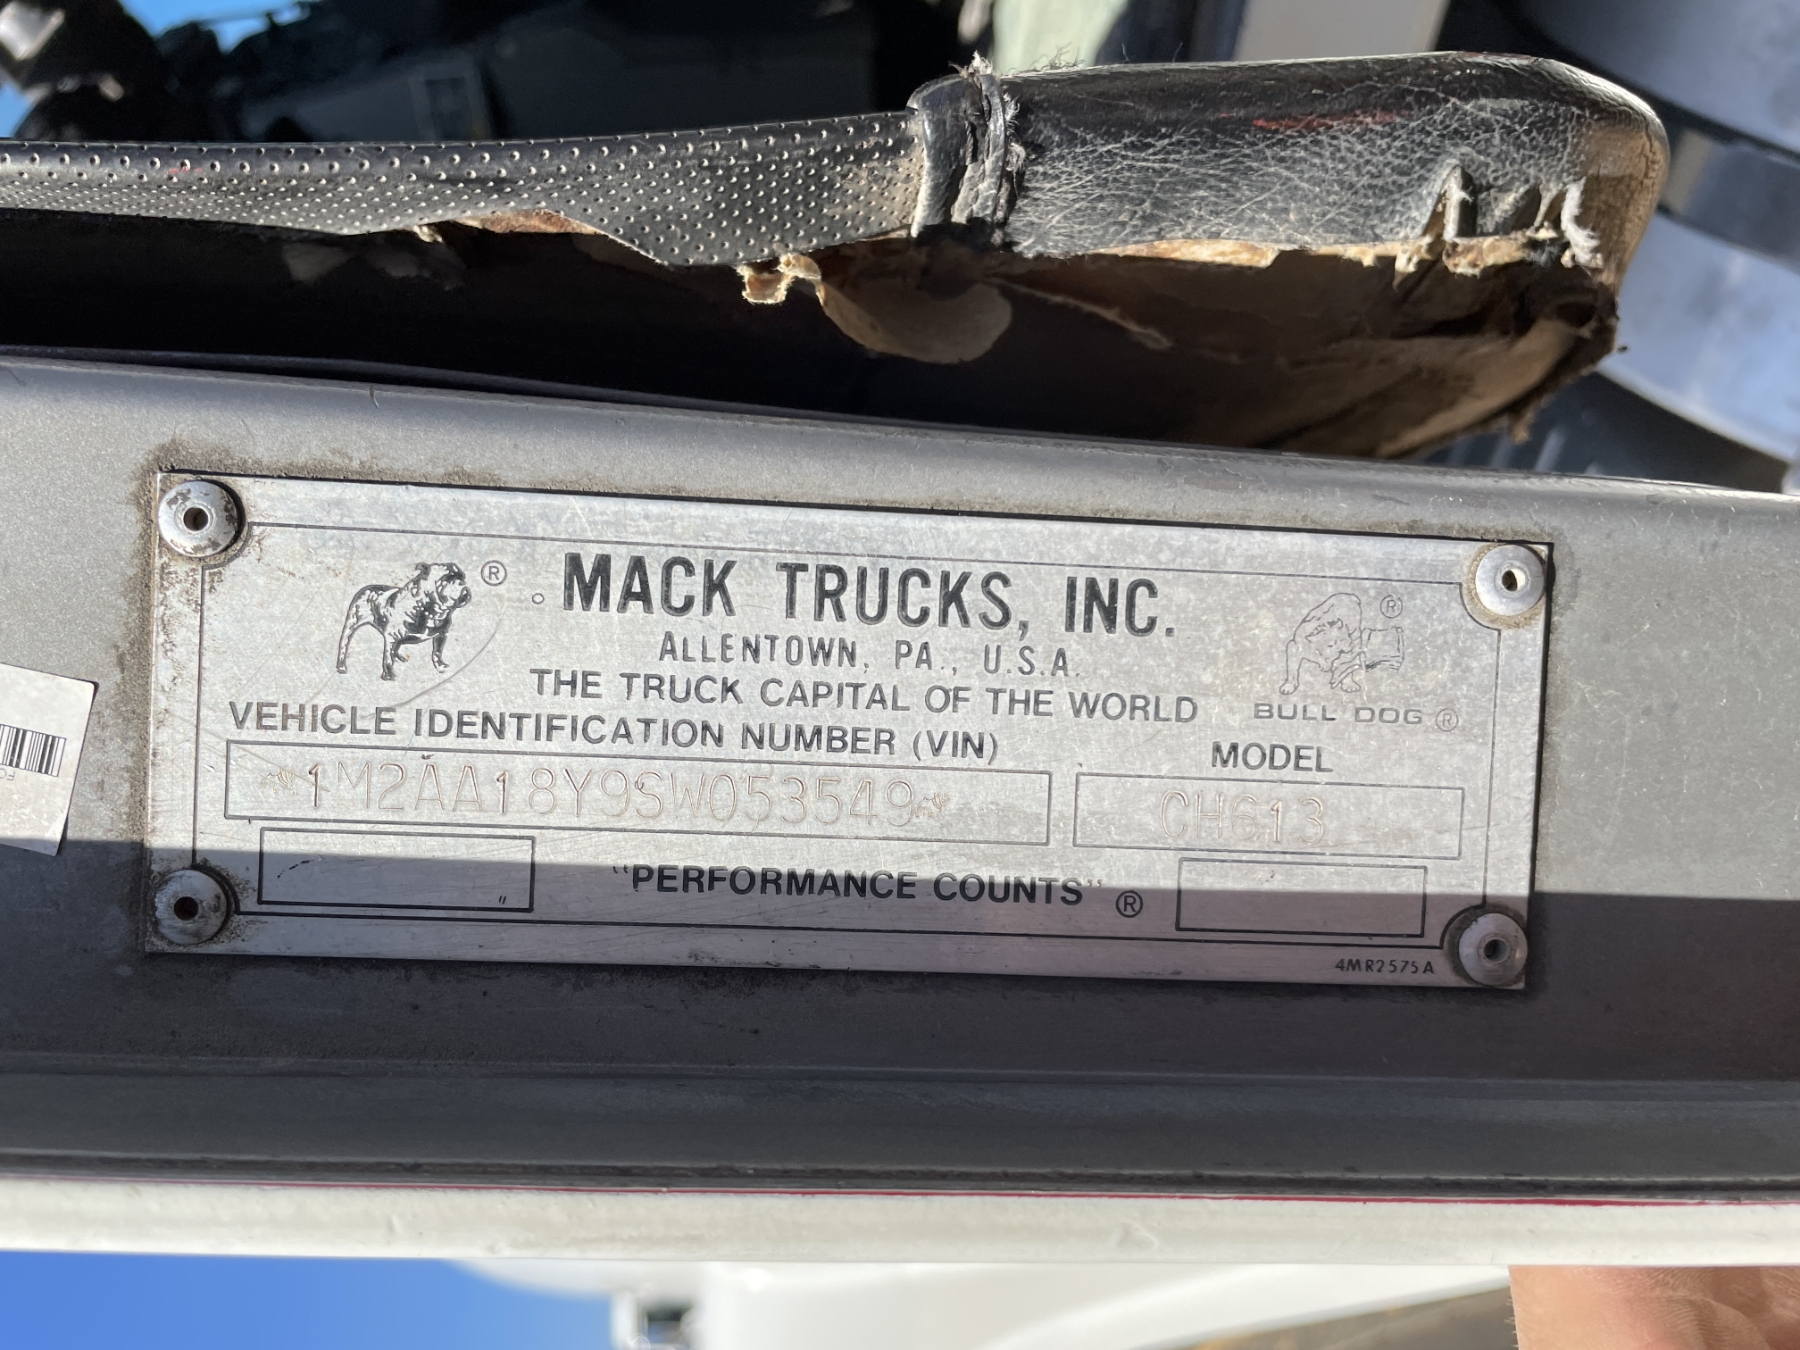 ® MACK TRUCKS, INC. ®
ALLENTOWN, PA., U.S.A.
THE TRUCK CAPITAL OF THE WORLD
BULL DOG ®
VEHICLE IDENTIFICATION NUMBER (VIN)
MODEL
1M2AA18Y9SW053549
CH613
"PERFORMANCE COUNTS" ®
4MR2575A